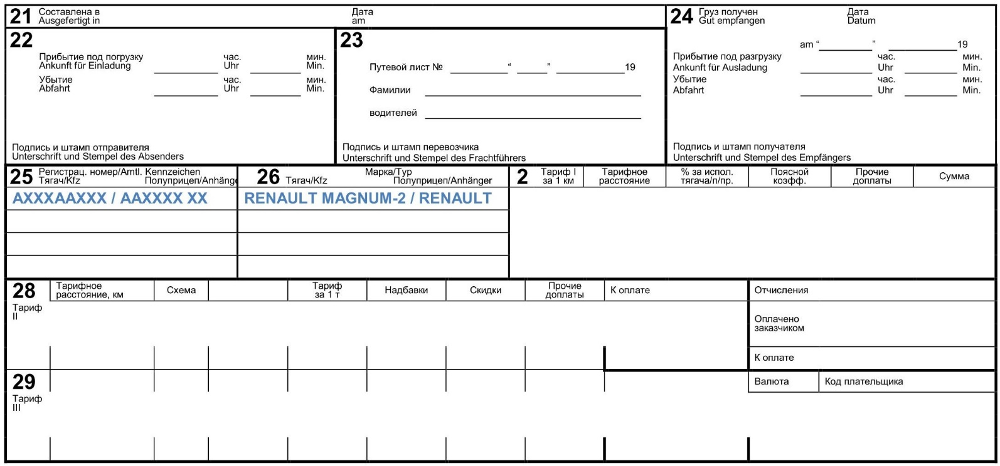 21 Составлена в Дата
Ausgefertigt in am
24 Груз получен Дата
Gut empfangen Datum
am “ ” 19
22
Прибытие под погрузку час. мин.
Ankunft für Einladung Uhr Min.
Убытие час. мин.
Abfahrt Uhr Min.
Подпись и штамп отправителя
Unterschrift und Stempel des Absenders
23
Путевой лист № “ ” 19
Фамилии
водителей
Подпись и штамп перевозчика
Unterschrift und Stempel des Frachtführers
Прибытие под разгрузку час. мин.
Ankunft für Ausladung Uhr Min.
Убытие час. мин.
Abfahrt Uhr Min.
Подпись и штамп получателя
Unterschrift und Stempel des Empfängers
25 Регистрац. номер/Amtl. Kennzeichen
Тягач/Kfz Полуприцеп/Anhänge
AXXXAAXXX / AAXXXX XX
26 Марка/Typ
Тягач/Kfz Полуприцеп/Anhänger
RENAULT MAGNUM-2 / RENAULT
2 Тариф I Тарифное % за испол. Поясной Прочие Сумма
за 1 км расстояние тягача/п/пр. коэфф. доплаты
28 Тарифное Схема Тариф Надбавки Скидки Прочие К оплате Отчисления
расстояние, км за 1 т доплаты
Тариф
II
Оплачено
заказчиком
К оплате
29 Валюта Код плательщика
Тариф
III